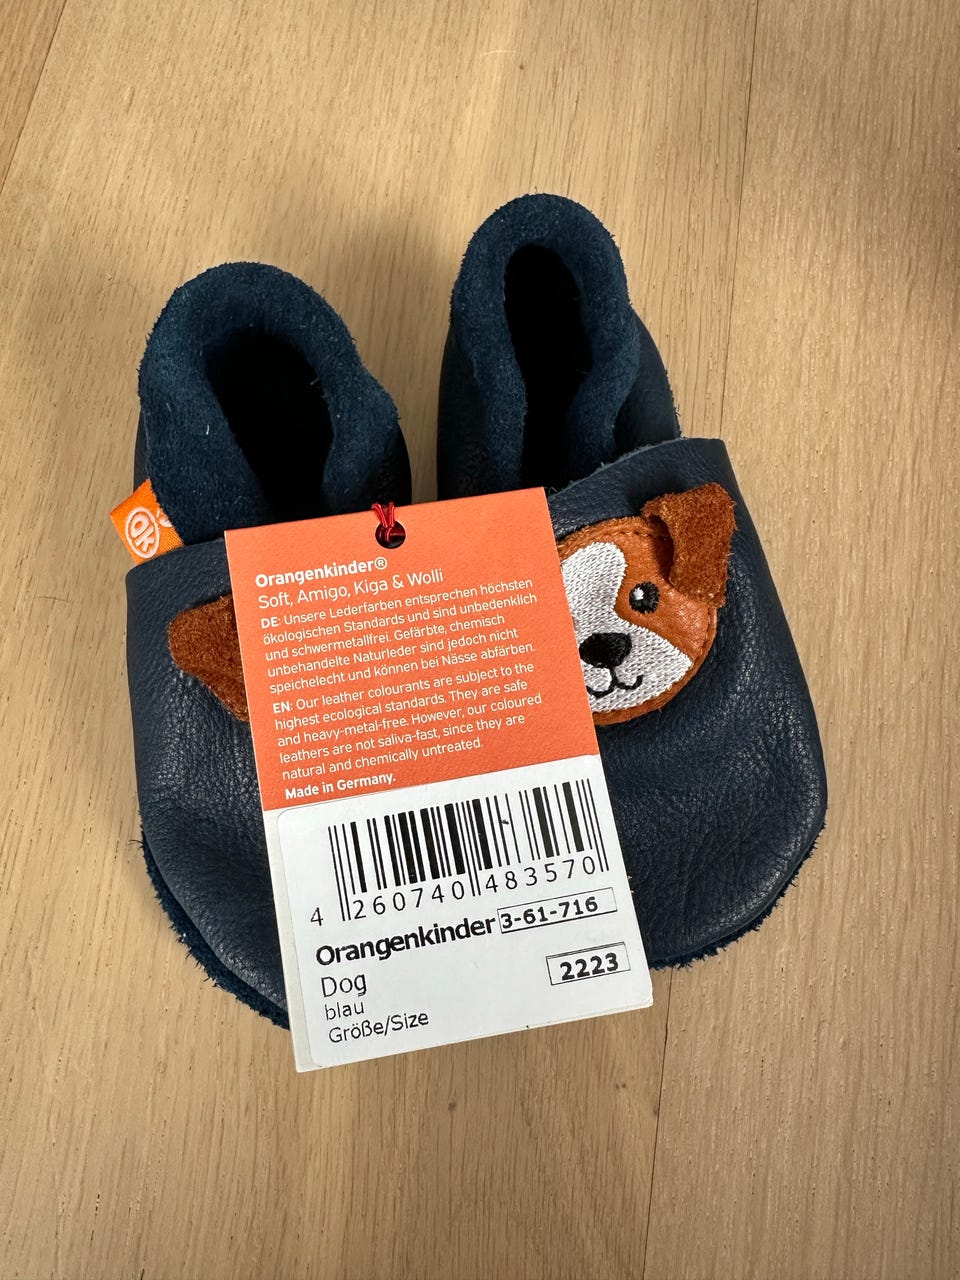 ok
Orangenkinder®
Soft, Amigo, Kiga & Wolli
DE: Unsere Lederfarben entsprechen höchsten
ökologischen Standards und sind unbedenklich
und schwermetallfrei. Gefärbte, chemisch
unbehandelte Naturleder sind jedoch nicht
speichelecht und können bei Nässe abfärben.
EN: Our leather colourants are subject to the
highest ecological standards. They are safe
and heavy-metal-free. However, our coloured
leathers are not saliva-fast, since they are
natural and chemically untreated.
Made in Germany.
4 260740 483570
Orangenkinder 3-61-716
Dog 2223
blau
Größe/Size